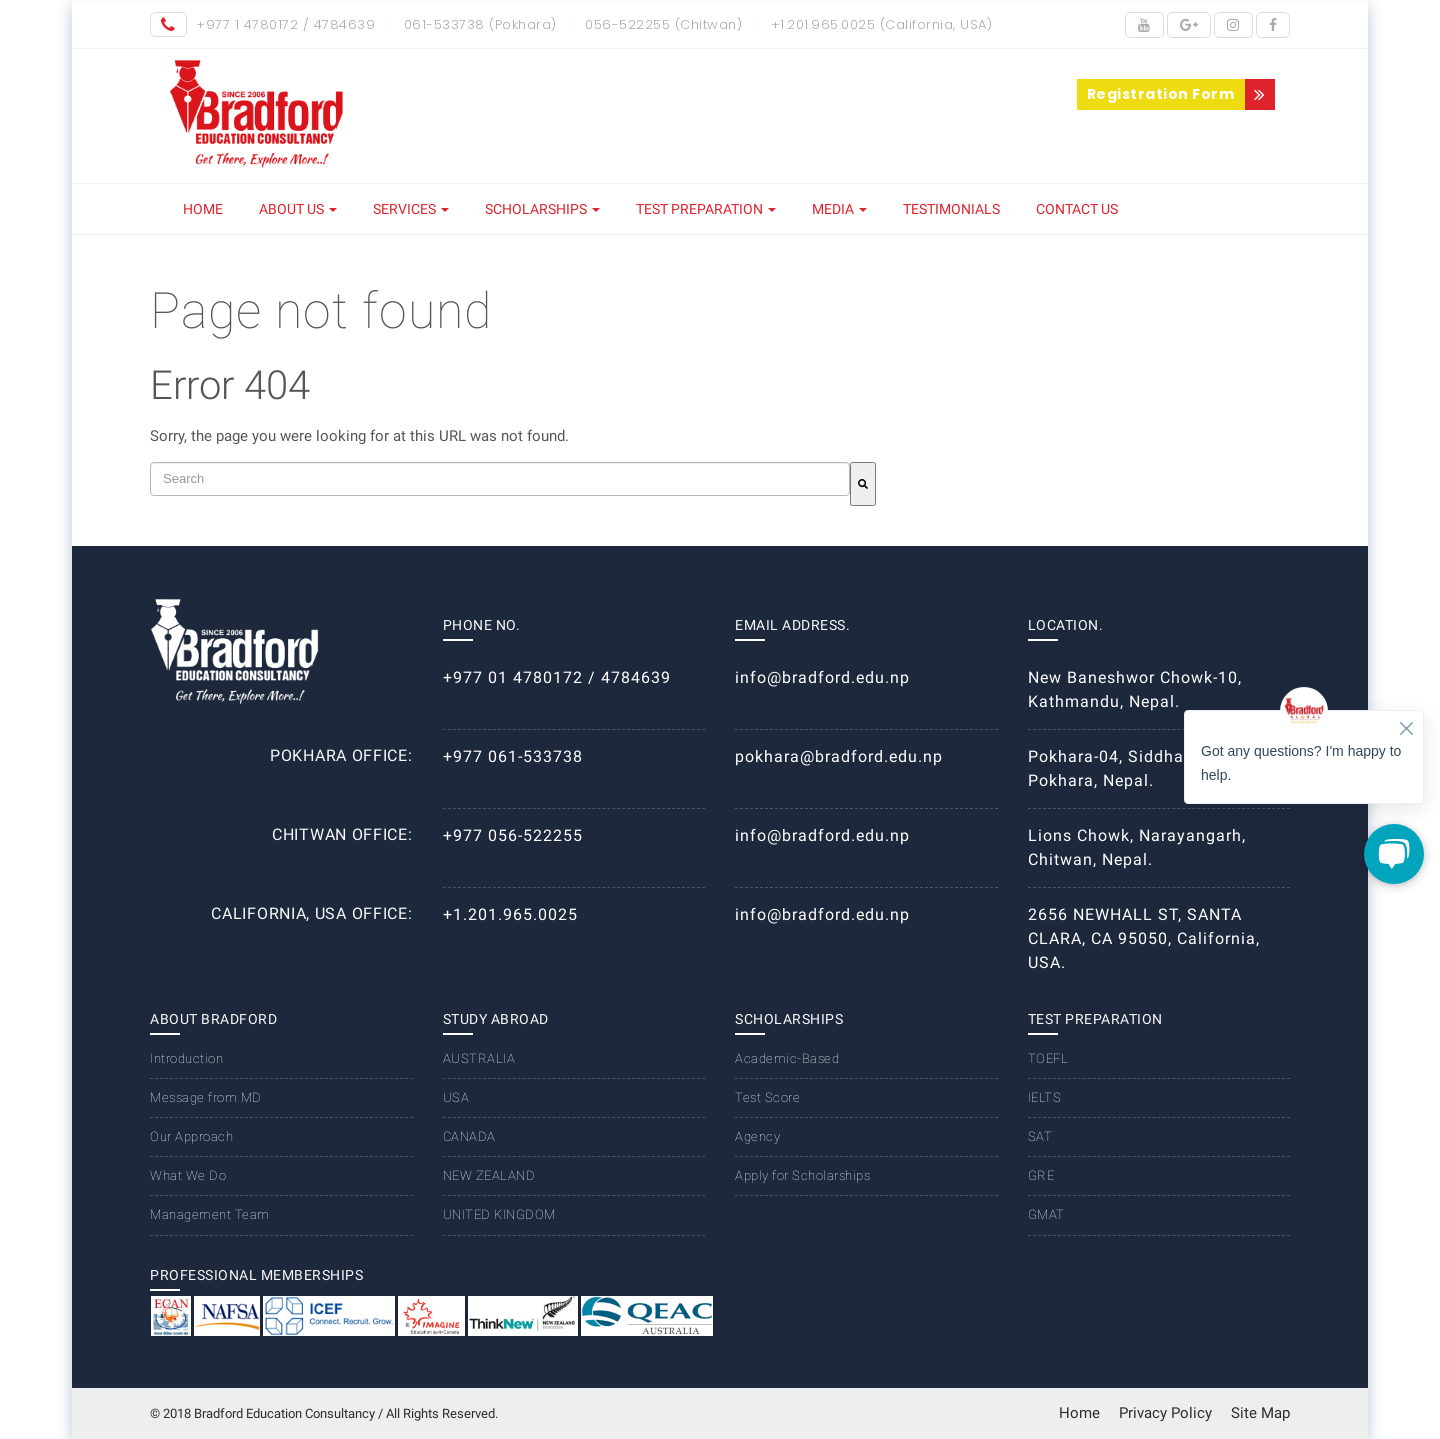 +977 1 4780172 / 4784639 061-533738 (Pokhara) 056-522255 (Chitwan) +1.201.965.0025 (California, USA)
SINCE 2006
Bradford
EDUCATION CONSULTANCY
Get There, Explore More..!
Registration Form
HOME ABOUT US SERVICES SCHOLARSHIPS TEST PREPARATION MEDIA TESTIMONIALS CONTACT US
Page not found
Error 404
Sorry, the page you were looking for at this URL was not found.
Search
SINCE 2006
Bradford
EDUCATION CONSULTANCY
Get There, Explore More..!
PHONE NO. EMAIL ADDRESS. LOCATION.
+977 01 4780172 / 4784639 info@bradford.edu.np New Baneshwor Chowk-10,
Kathmandu, Nepal.
POKHARA OFFICE: +977 061-533738 pokhara@bradford.edu.np Pokhara-04, Siddha
Pokhara, Nepal.
Bradford
Got any questions? I'm happy to
help.
CHITWAN OFFICE: +977 056-522255 info@bradford.edu.np Lions Chowk, Narayangarh,
Chitwan, Nepal.
CALIFORNIA, USA OFFICE: +1.201.965.0025 info@bradford.edu.np 2656 NEWHALL ST, SANTA
CLARA, CA 95050, California,
USA.
ABOUT BRADFORD STUDY ABROAD SCHOLARSHIPS TEST PREPARATION
Introduction AUSTRALIA Academic-Based TOEFL
Message from MD USA Test Score IELTS
Our Approach CANADA Agency SAT
What We Do NEW ZEALAND Apply for Scholarships GRE
Management Team UNITED KINGDOM GMAT
PROFESSIONAL MEMBERSHIPS
ECAN NAFSA ICEF
Connect. Recruit. Grow.
IMAGINE
Education au/in Canada
ThinkNew NEW ZEALAND
QEAC
AUSTRALIA
© 2018 Bradford Education Consultancy / All Rights Reserved. Home Privacy Policy Site Map